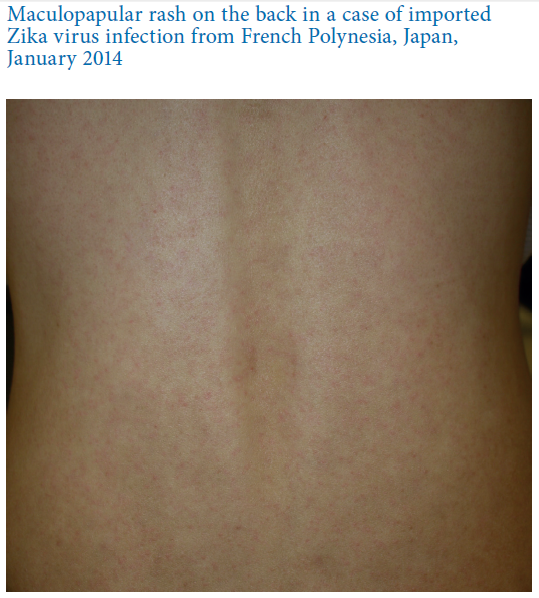 Maculopapular rash on the back in a case of imported
Zika virus infection from French Polynesia, Japan,
January 2014